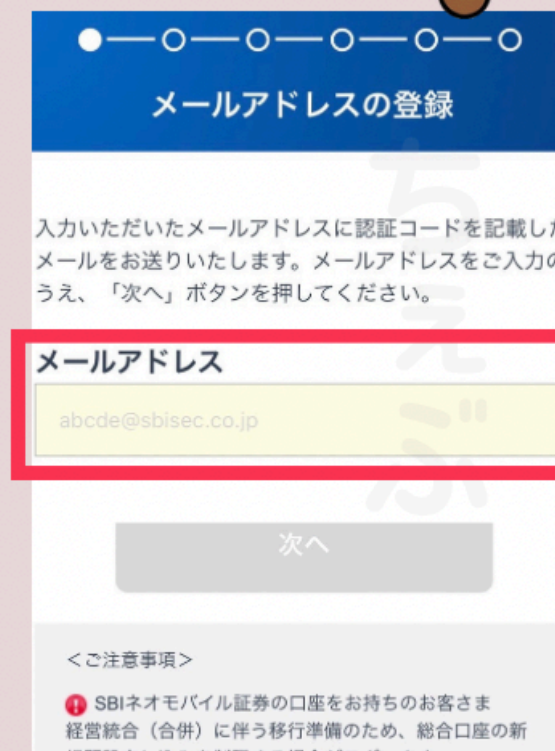 メールアドレスの登録
入力いただいたメールアドレスに認証コードを記載した
メールをお送りいたします。メールアドレスをご入力の
うえ、「次へ」ボタンを押してください。
メールアドレス
abcde@sbisec.co.jp
次へ
ちぇぶ
＜ご注意事項＞
SBIネオモバイル証券の口座をお持ちのお客さま
経営統合（合併）に伴う移行準備のため、総合口座の新